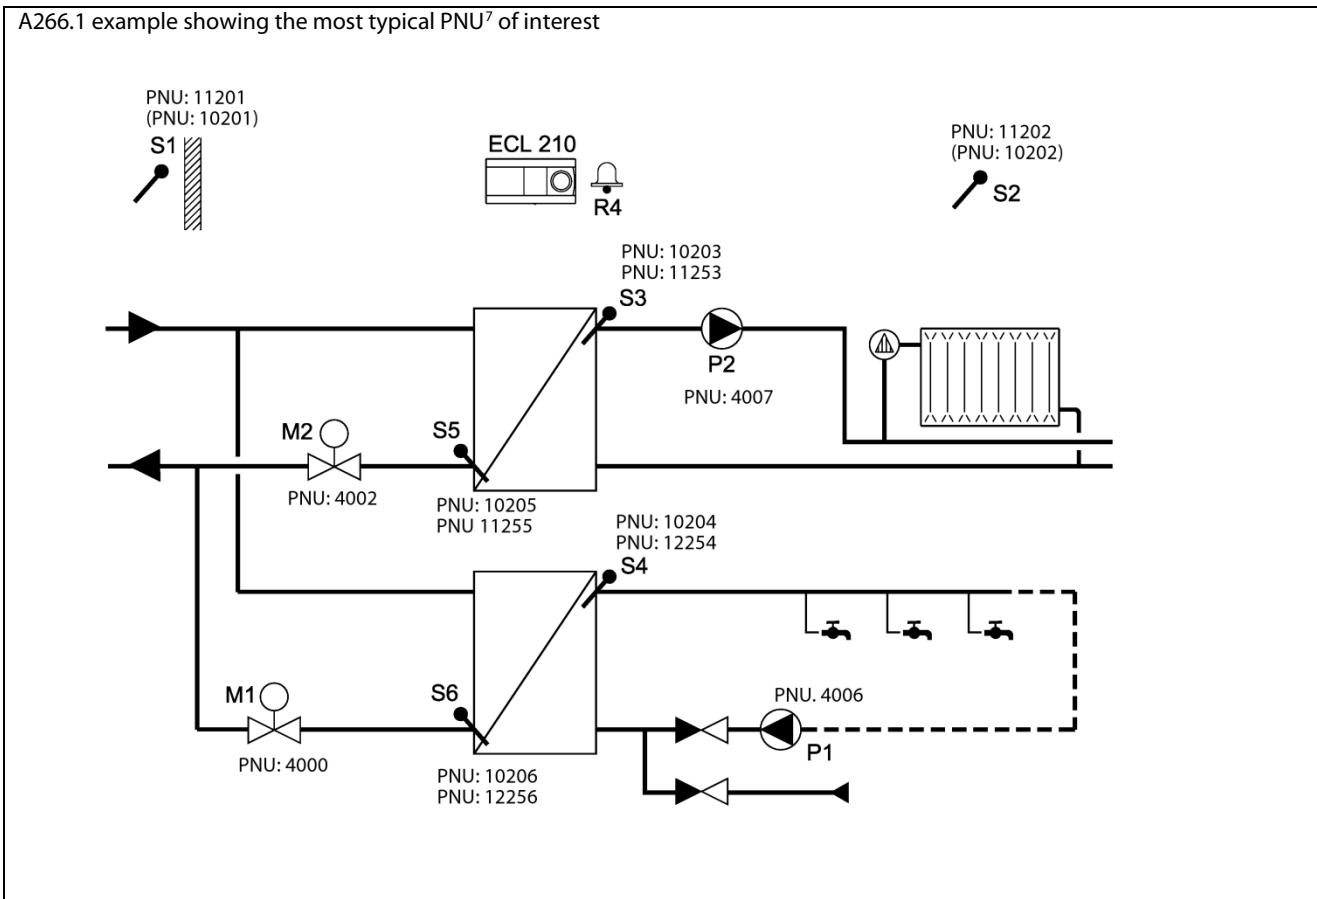 A266.1 example showing the most typical PNU⁷ of interest
PNU: 11201
(PNU: 10201)
S1
ECL 210
R4
PNU: 11202
(PNU: 10202)
S2
PNU: 10203
PNU: 11253
S3
P2
PNU: 4007
M2
PNU: 4002
S5
PNU: 10205
PNU 11255
PNU: 10204
PNU: 12254
S4
M1
PNU: 4000
S6
PNU: 10206
PNU: 12256
PNU. 4006
P1